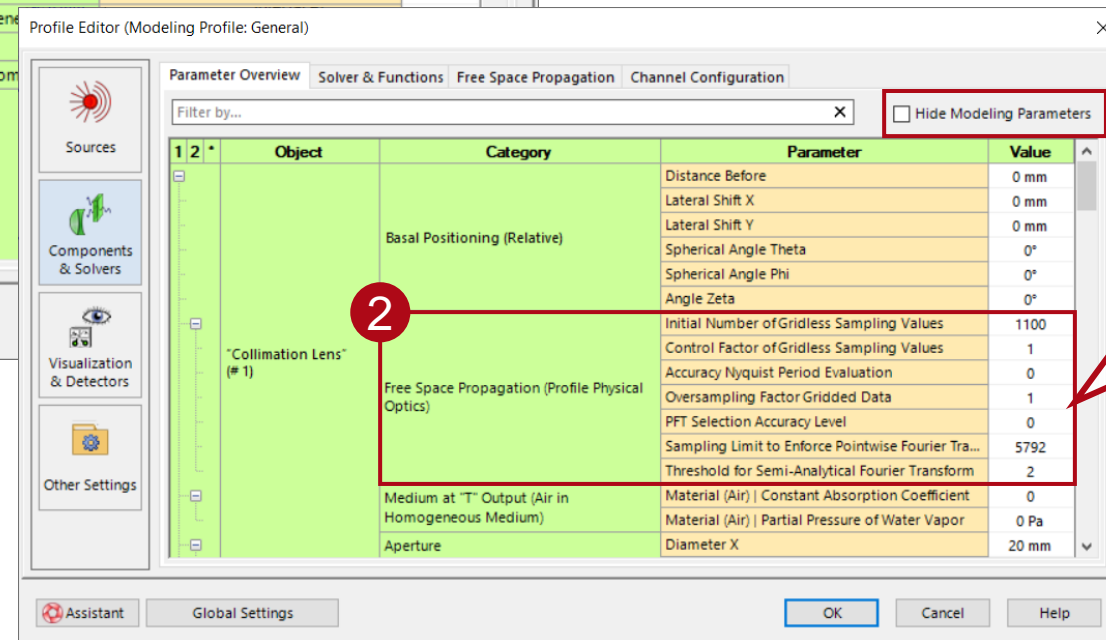 Profile Editor (Modeling Profile: General)
Sources
Components
& Solvers
Visualization
& Detectors
Other Settings
Parameter Overview Solver & Functions Free Space Propagation Channel Configuration
Filter by...
Hide Modeling Parameters
1 2 * Object Category Parameter Value
"Collimation Lens"
(# 1)
Basal Positioning (Relative)
Distance Before 0 mm
Lateral Shift X 0 mm
Lateral Shift Y 0 mm
Spherical Angle Theta 0°
Spherical Angle Phi 0°
Angle Zeta 0°
2
Free Space Propagation (Profile Physical
Optics)
Initial Number of Gridless Sampling Values 1100
Control Factor of Gridless Sampling Values 1
Accuracy Nyquist Period Evaluation 0
Oversampling Factor Gridded Data 1
PFT Selection Accuracy Level 0
Sampling Limit to Enforce Pointwise Fourier Tra... 5792
Threshold for Semi-Analytical Fourier Transform 2
Medium at "T" Output (Air in
Homogeneous Medium)
Material (Air) | Constant Absorption Coefficient 0
Material (Air) | Partial Pressure of Water Vapor 0 Pa
Aperture Diameter X 20 mm
Assistant Global Settings OK Cancel Help